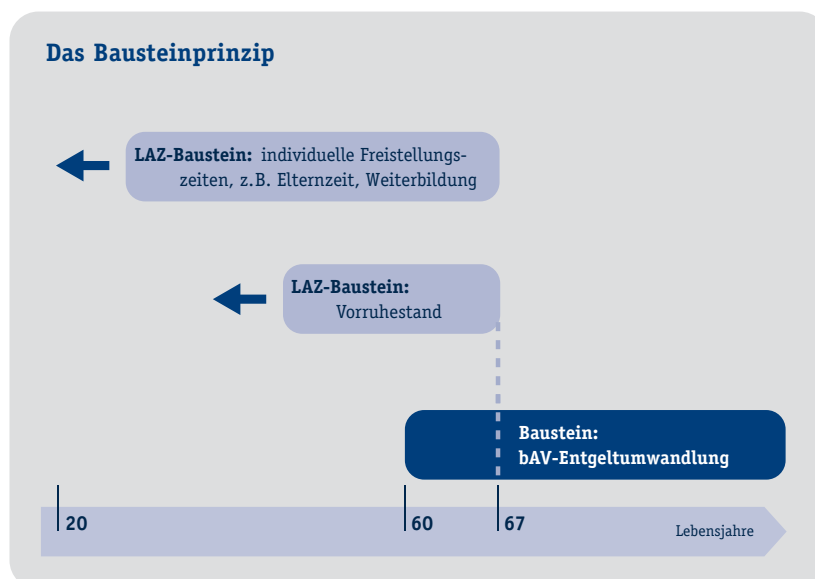 Das Bausteinprinzip
LAZ-Baustein: individuelle Freistellungs-
zeiten, z.B. Elternzeit, Weiterbildung
LAZ-Baustein:
Vorruhestand
Baustein:
bAV-Entgeltumwandlung
20
60
67
Lebensjahre